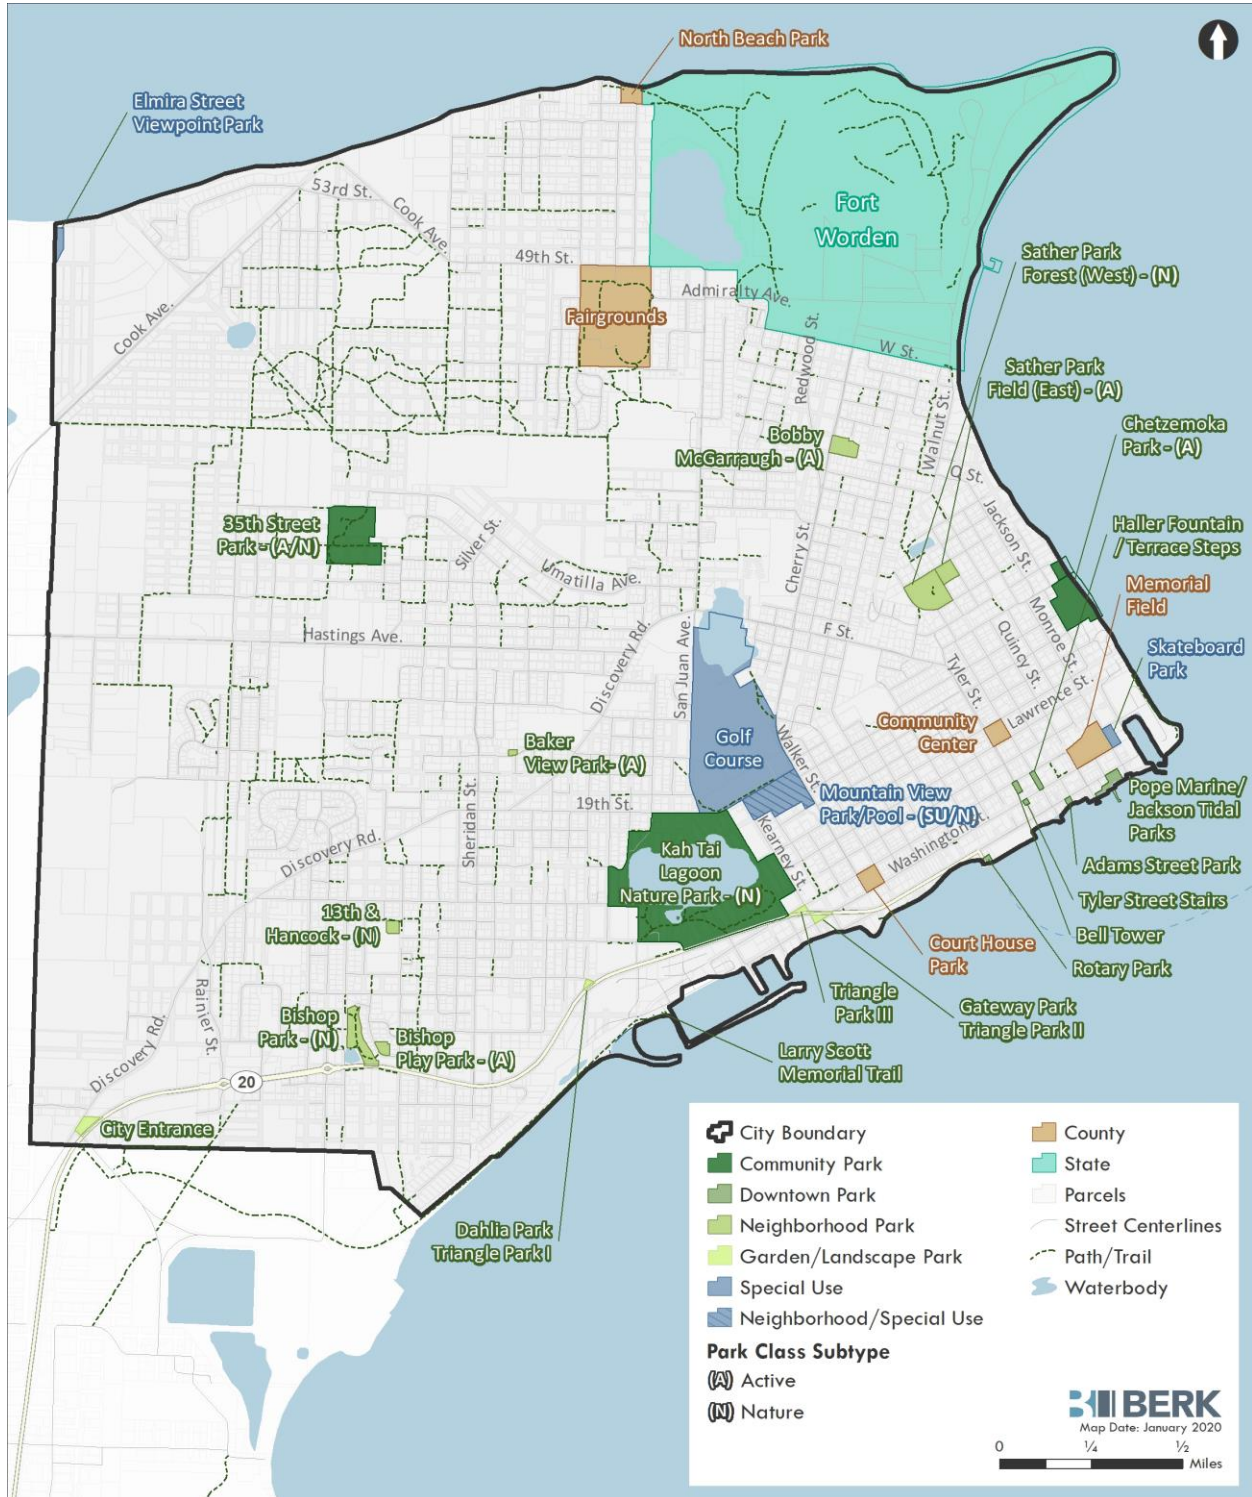 North Beach Park
Elmira Street
Viewpoint Park
53rd St.
Cook Ave.
Fort
Worden
49th St.
Sather Park
Forest (West) - (N)
Admiralty Ave.
Cook Ave.
Fairgrounds
Redwood St.
W St.
Sather Park
Field (East) - (A)
Walnut St.
Chetzemoka
Park - (A)
Bobby
McGarraugh - (A)
Q St.
35th Street
Park - (A/N)
Silver St.
Jackson St.
Haller Fountain
/ Terrace Steps
Umatilla Ave.
Cherry St.
Memorial
Field
Hastings Ave.
Discovery Rd.
San Juan Ave.
F St.
Monroe St.
Quincy St.
Tyler St.
Skateboard
Park
Lawrence St.
Community
Center
Golf
Course
Walker St.
Baker
View Park- (A)
19th St.
Mountain View
Park/Pool - (SU/N)
Pope Marine/
Jackson Tidal
Parks
Sheridan St.
Discovery Rd.
Kearney St.
Washington St.
Kah Tai
Lagoon
Nature Park - (N)
Adams Street Park
Tyler Street Stairs
13th &
Hancock - (N)
Bell Tower
Court House
Park
Rotary Park
Rainier St.
Triangle
Park III
Gateway Park
Triangle Park II
Bishop
Park - (N)
Bishop
Play Park - (A)
Discovery Rd.
20
Larry Scott
Memorial Trail
City Entrance
Dahlia Park
Triangle Park I
City Boundary
Community Park
Downtown Park
Neighborhood Park
Garden/Landscape Park
Special Use
Neighborhood/Special Use
County
State
Parcels
Street Centerlines
Path/Trail
Waterbody
Park Class Subtype
(A) Active
(N) Nature
BERK
Map Date: January 2020
0 ¼ ½
Miles